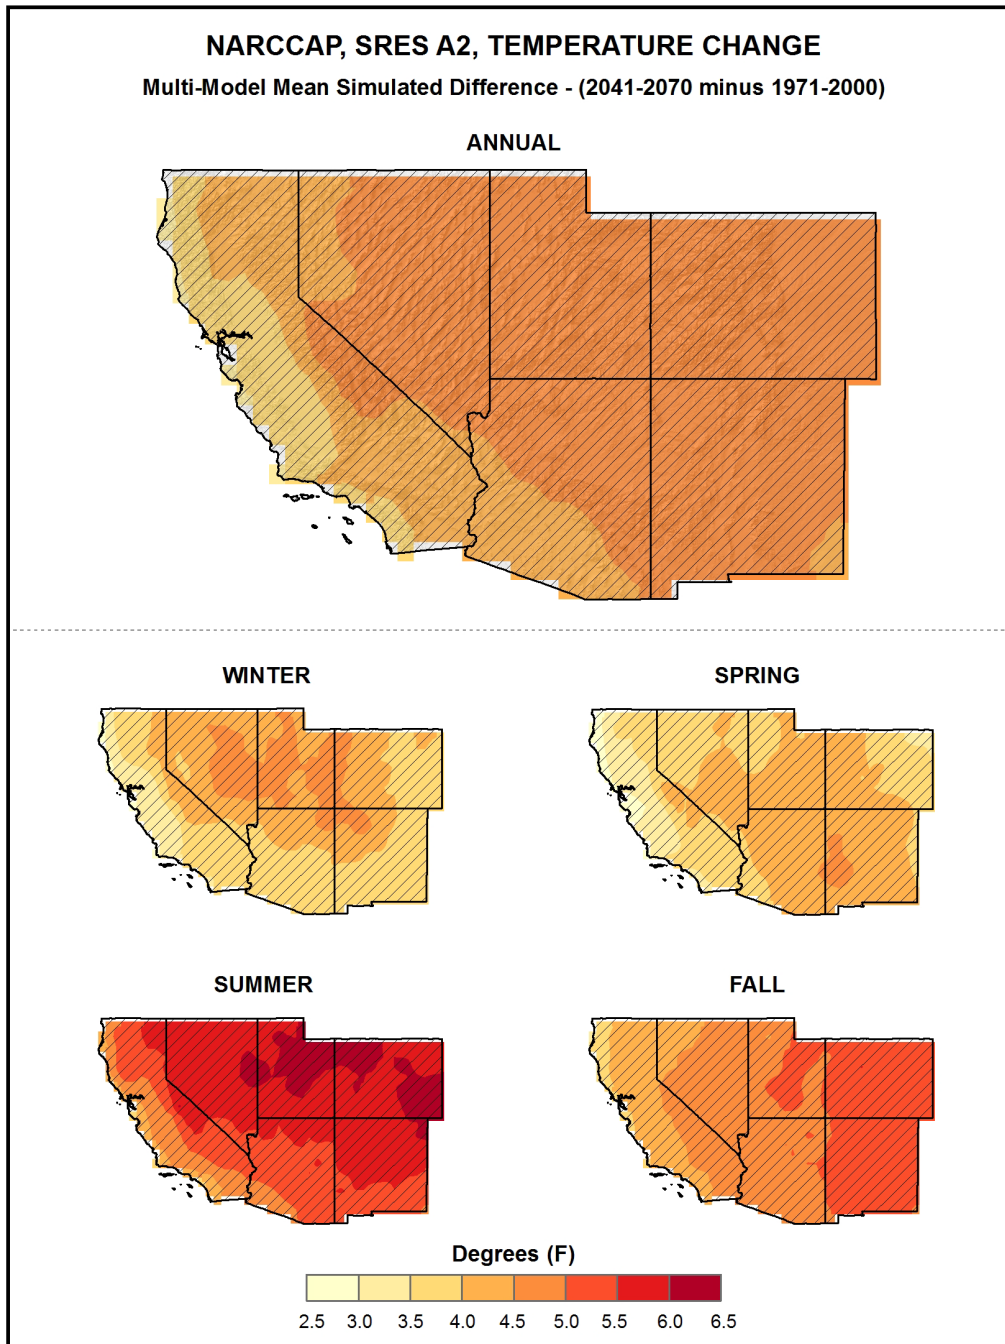 NARCCAP, SRES A2, TEMPERATURE CHANGE
Multi-Model Mean Simulated Difference - (2041-2070 minus 1971-2000)
ANNUAL
WINTER
SPRING
SUMMER
FALL
Degrees (F)
2.5 3.0 3.5 4.0 4.5 5.0 5.5 6.0 6.5